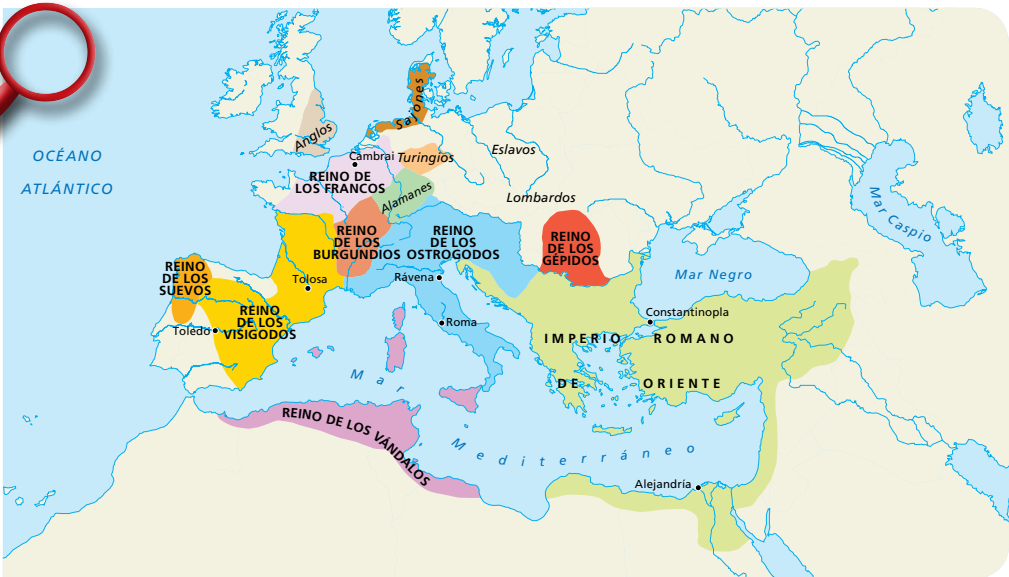 Sajones
Anglos
Cambrai
Turingios
Eslavos
OCÉANO
ATLÁNTICO
REINO DE
LOS FRANCOS
Alamanes
Lombardos
Mar Caspio
REINO
DE LOS
BURGUNDIOS
REINO
DE LOS
OSTROGODOS
REINO
DE LOS
GÉPIDOS
REINO
DE LOS
SUEVOS
Tolosa
Rávena
Mar Negro
REINO
DE LOS
VISIGODOS
Toledo
Roma
Constantinopla
IMPERIO ROMANO
DE ORIENTE
Mar
Mediterráneo
REINO DE LOS VÁNDALOS
Alejandría